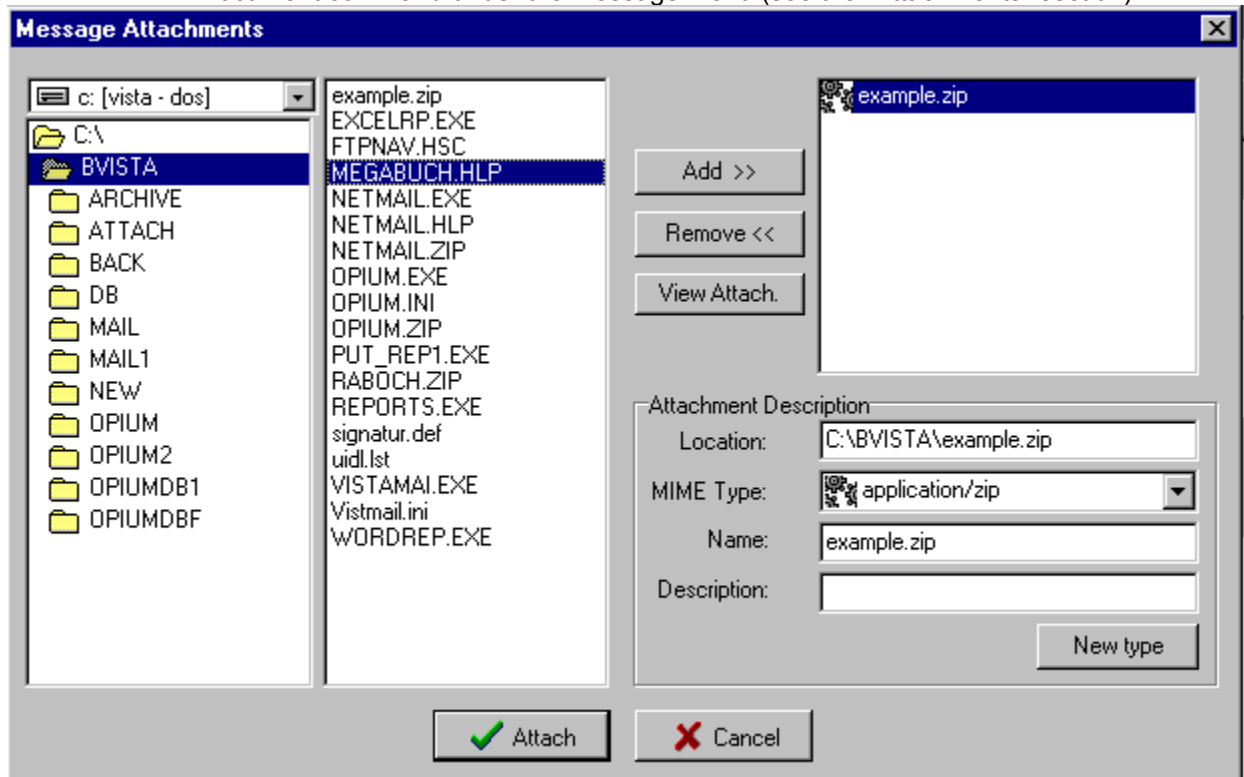 Message Attachments
c: [vista - dos]
C:\
BVISTA
ARCHIVE
ATTACH
BACK
DB
MAIL
MAIL1
NEW
OPIUM
OPIUM2
OPIUMDB1
OPIUMDBF
example.zip
EXCELRP.EXE
FTPNAV.HSC
MEGABUCH.HLP
NETMAIL.EXE
NETMAIL.HLP
NETMAIL.ZIP
OPIUM.EXE
OPIUM.INI
OPIUM.ZIP
PUT_REP1.EXE
RABOCH.ZIP
REPORTS.EXE
signatur.def
uidl.lst
VISTAMAI.EXE
Vistmail.ini
WORDREP.EXE
Add >>
Remove <<
View Attach.
example.zip
Attachment Description
Location: C:\BVISTA\example.zip
MIME Type: application/zip
Name: example.zip
Description:
New type
Attach
Cancel